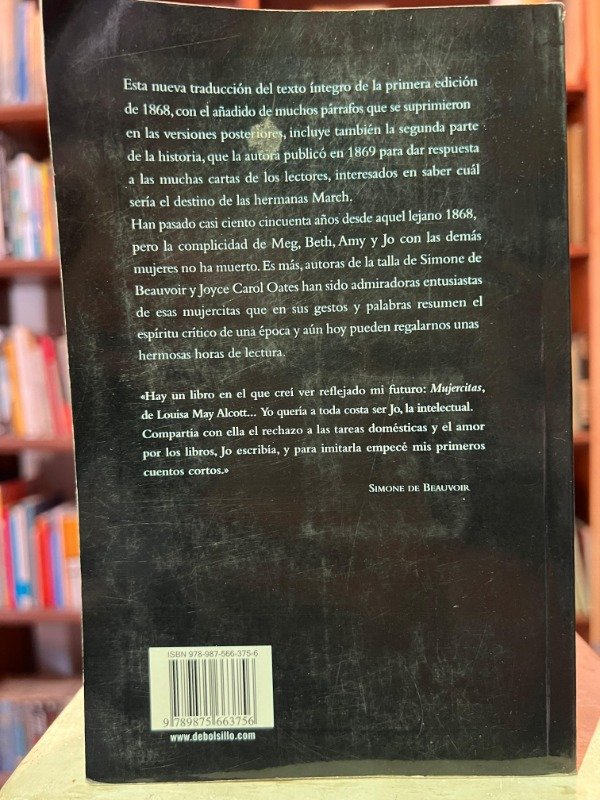 Esta nueva traducción del texto íntegro de la primera edición
de 1868, con el añadido de muchos párrafos que se suprimieron
en las versiones posteriores, incluye también la segunda parte
de la historia, que la autora publicó en 1869 para dar respuesta
a las muchas cartas de los lectores, interesados en saber cuál
sería el destino de las hermanas March.
Han pasado casi ciento cincuenta años desde aquel lejano 1868,
pero la complicidad de Meg, Beth, Amy y Jo con las demás
mujeres no ha muerto. Es más, autoras de la talla de Simone de
Beauvoir y Joyce Carol Oates han sido admiradoras entusiastas
de esas mujercitas que en sus gestos y palabras resumen el
espíritu crítico de una época y aún hoy pueden regalarnos unas
hermosas horas de lectura.
«Hay un libro en el que creí ver reflejado mi futuro: Mujercitas,
de Louisa May Alcott... Yo quería a toda costa ser Jo, la intelectual.
Compartía con ella el rechazo a las tareas domésticas y el amor
por los libros, Jo escribía, y para imitarla empecé mis primeros
cuentos cortos.»
SIMONE DE BEAUVOIR
ISBN 978-987-566-375-6
9 789875 663756
www.debolsillo.com